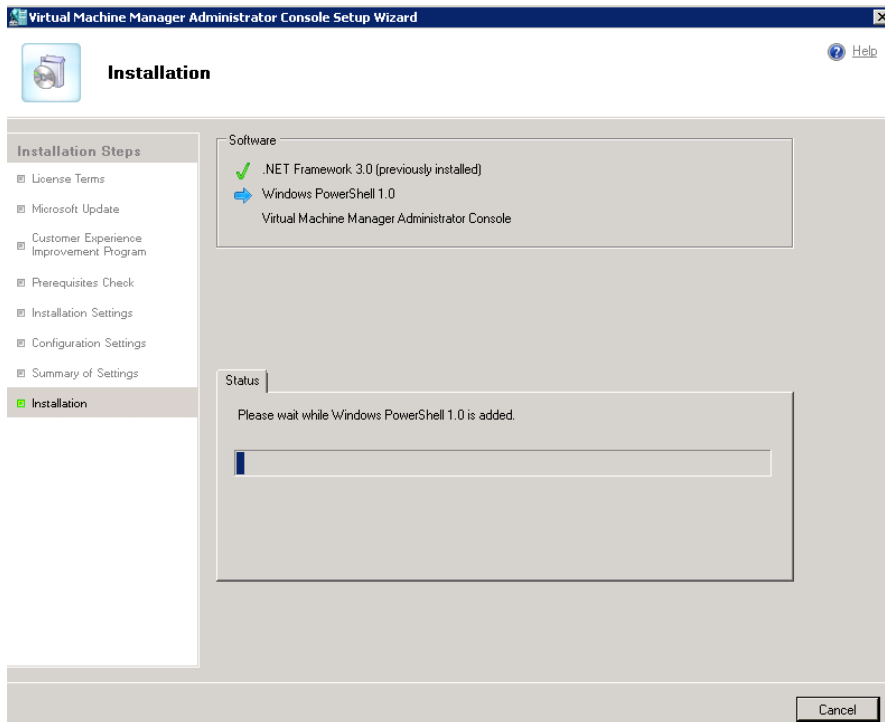 Virtual Machine Manager Administrator Console Setup Wizard
Help
Installation
Installation Steps
License Terms
Microsoft Update
Customer Experience
Improvement Program
Prerequisites Check
Installation Settings
Configuration Settings
Summary of Settings
Installation
Software
.NET Framework 3.0 (previously installed)
Windows PowerShell 1.0
Virtual Machine Manager Administrator Console
Status
Please wait while Windows PowerShell 1.0 is added.
Cancel